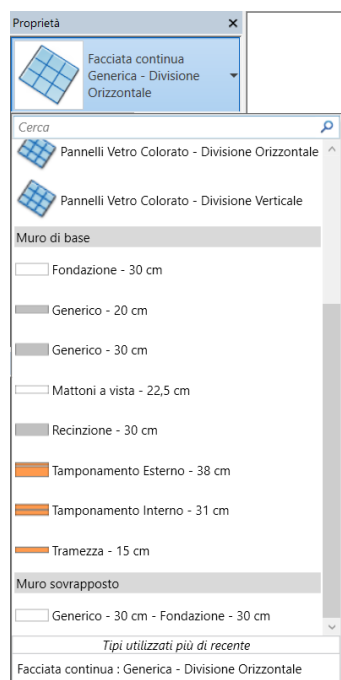 Proprietà
Facciata continua
Generica - Divisione
Orizzontale
Cerca
Pannelli Vetro Colorato - Divisione Orizzontale
Pannelli Vetro Colorato - Divisione Verticale
Muro di base
Fondazione - 30 cm
Generico - 20 cm
Generico - 30 cm
Mattoni a vista - 22,5 cm
Recinzione - 30 cm
Tamponamento Esterno - 38 cm
Tamponamento Interno - 31 cm
Tramezza - 15 cm
Muro sovrapposto
Generico - 30 cm - Fondazione - 30 cm
Tipi utilizzati più di recente
Facciata continua : Generica - Divisione Orizzontale